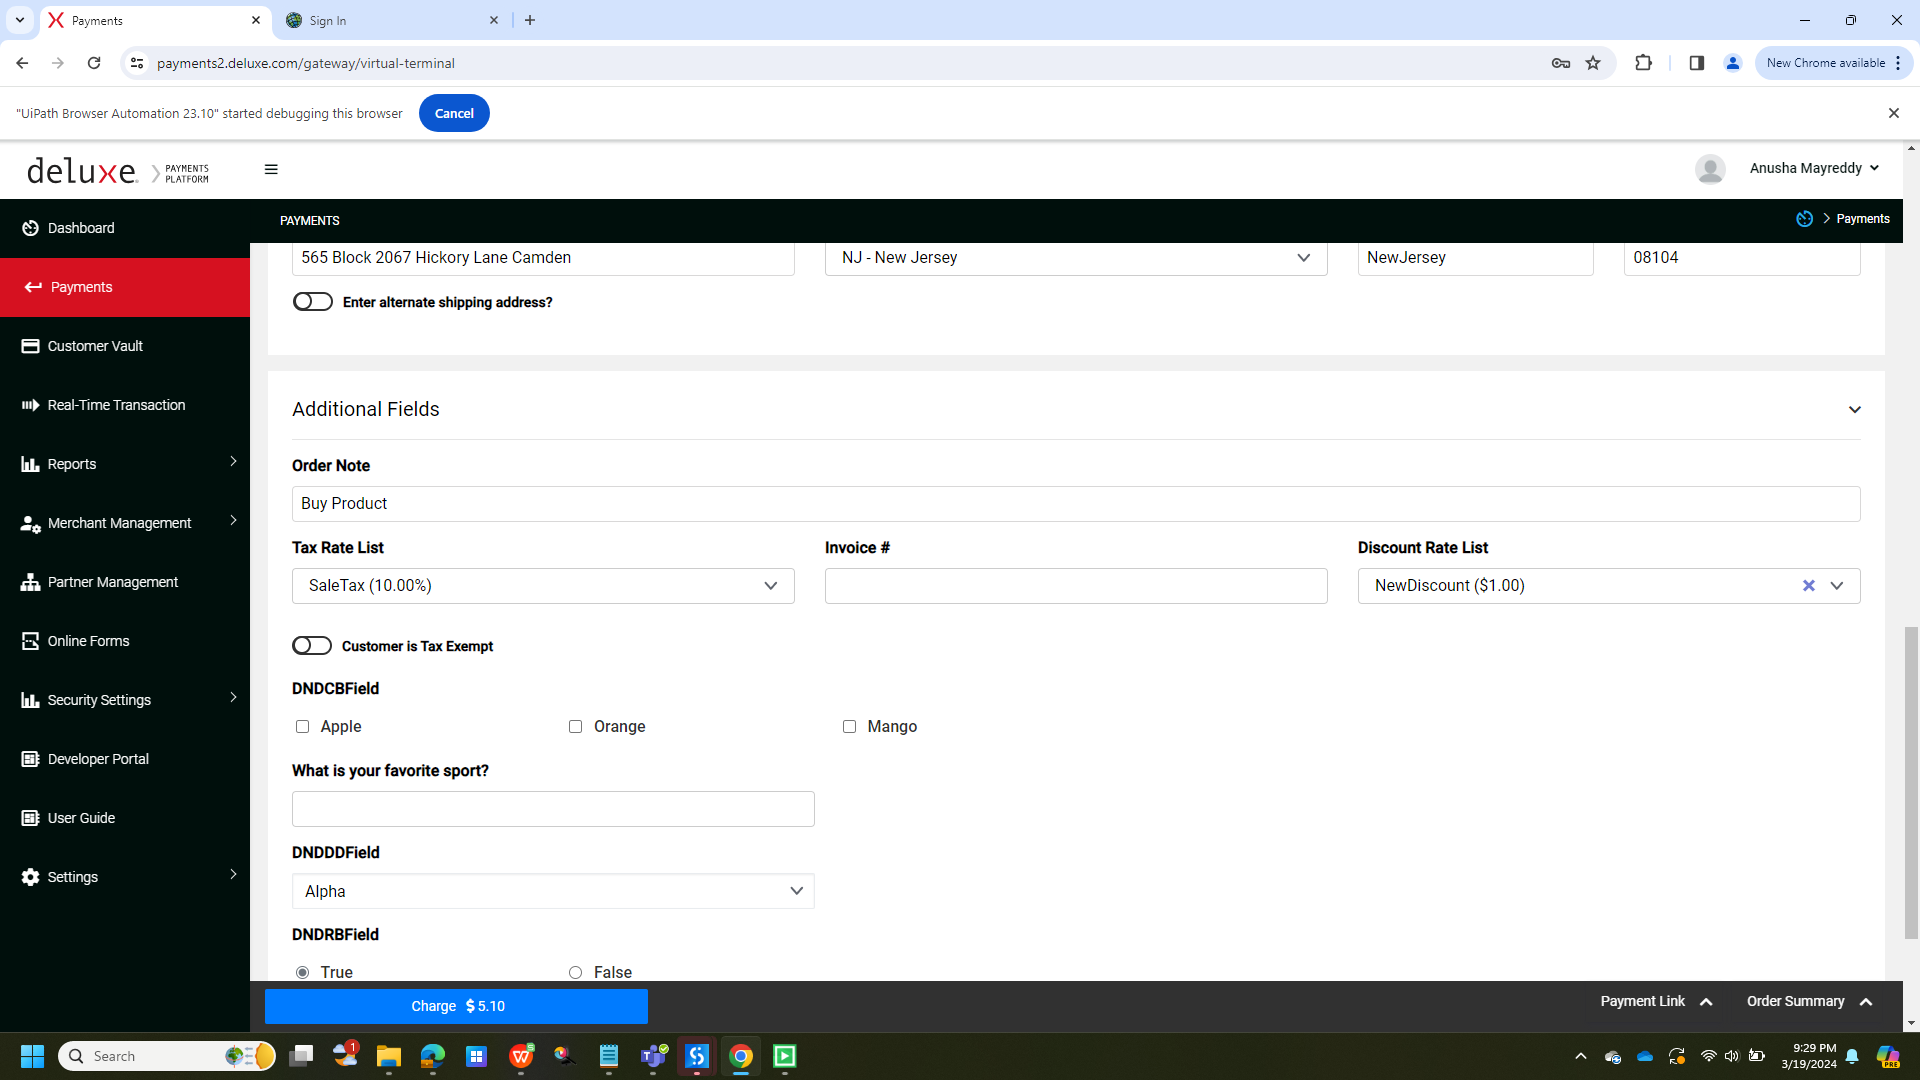 Payments
Sign In
payments2.deluxe.com/gateway/virtual-terminal
New Chrome available
"UiPath Browser Automation 23.10" started debugging this browser
Cancel
deluxe.
PAYMENTS
PLATFORM
Anusha Mayreddy
Dashboard
PAYMENTS
Payments
Payments
Customer Vault
Real-Time Transaction
Reports
Merchant Management
Partner Management
Online Forms
Security Settings
Developer Portal
User Guide
Settings
565 Block 2067 Hickory Lane Camden
NJ - New Jersey
NewJersey
08104
Enter alternate shipping address?
Additional Fields
Order Note
Buy Product
Tax Rate List
Invoice #
Discount Rate List
SaleTax (10.00%)
NewDiscount ($1.00)
Customer is Tax Exempt
DNDCBField
Apple
Orange
Mango
What is your favorite sport?
DNDDDField
Alpha
DNDRBField
True
False
Charge $ 5.10
Payment Link
Order Summary
Search
1
9:29 PM
3/19/2024
PRE